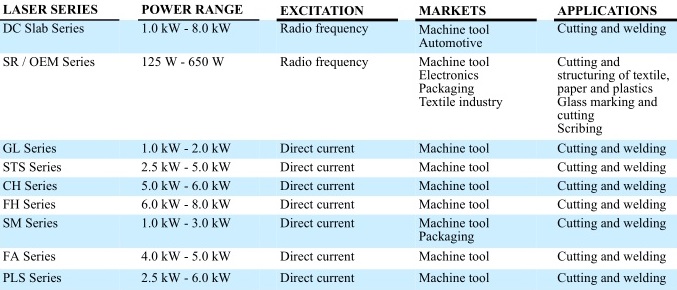 LASER SERIES POWER RANGE EXCITATION MARKETS APPLICATIONS
DC Slab Series 1.0 kW - 8.0 kW Radio frequency Machine tool Cutting and welding
Automotive
SR / OEM Series 125 W - 650 W Radio frequency Machine tool Cutting and
Electronics structuring of textile,
Packaging paper and plastics
Textile industry Glass marking and
cutting
Scribing
GL Series 1.0 kW - 2.0 kW Direct current Machine tool Cutting and welding
STS Series 2.5 kW - 5.0 kW Direct current Machine tool Cutting and welding
CH Series 5.0 kW - 6.0 kW Direct current Machine tool Cutting and welding
FH Series 6.0 kW - 8.0 kW Direct current Machine tool Cutting and welding
SM Series 1.0 kW - 3.0 kW Direct current Machine tool Cutting and welding
Packaging
FA Series 4.0 kW - 5.0 kW Direct current Machine tool Cutting and welding
PLS Series 2.5 kW - 6.0 kW Direct current Machine tool Cutting and welding